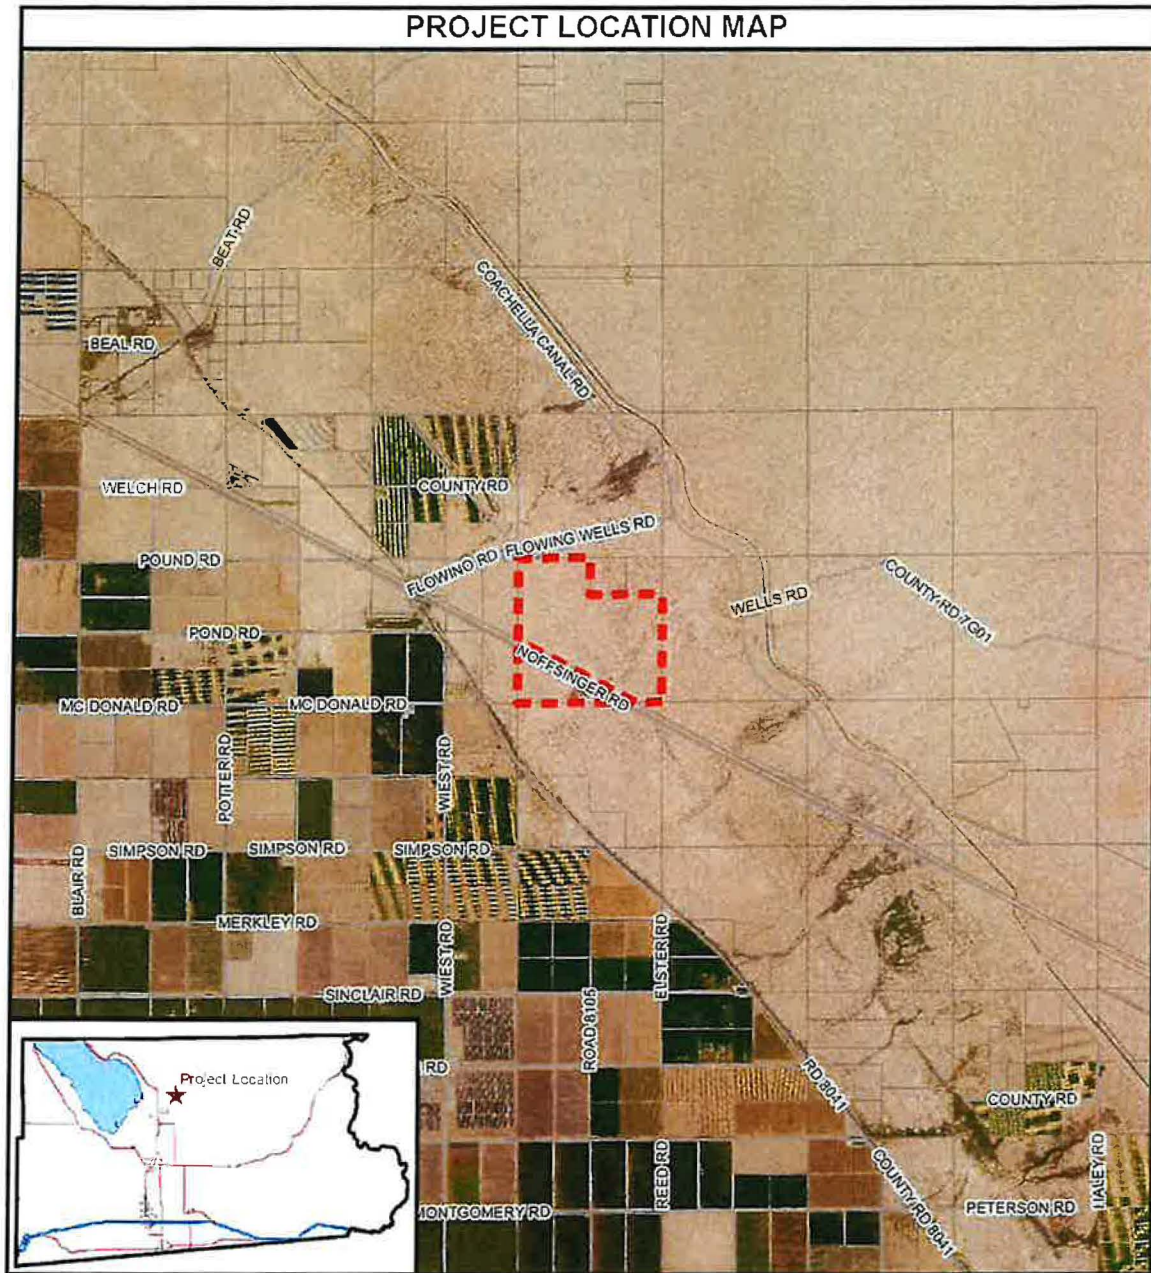 PROJECT LOCATION MAP
BEAT RD
COACHELLA CANAL RD
BEAL RD
WELCH RD
COUNTY RD
FLOWINO RD
FLOWING WELLS RD
POUND RD
COUNTY RD 7G01
WELLS RD
POND RD
NOFFSINGER RD
MC DONALD RD
MC DONALD RD
POTTER RD
WIEST RD
SIMPSON RD
SIMPSON RD
SIMPSON RD
BLAIR RD
MERKLEY RD
WIEST RD
ELSTER RD
SINCLAIR RD
ROAD 8105
Project Location
RD
RD 8041
COUNTY RD
REED RD
COUNTY RD 8041
HALEY RD
MONTGOMERY RD
PETERSON RD